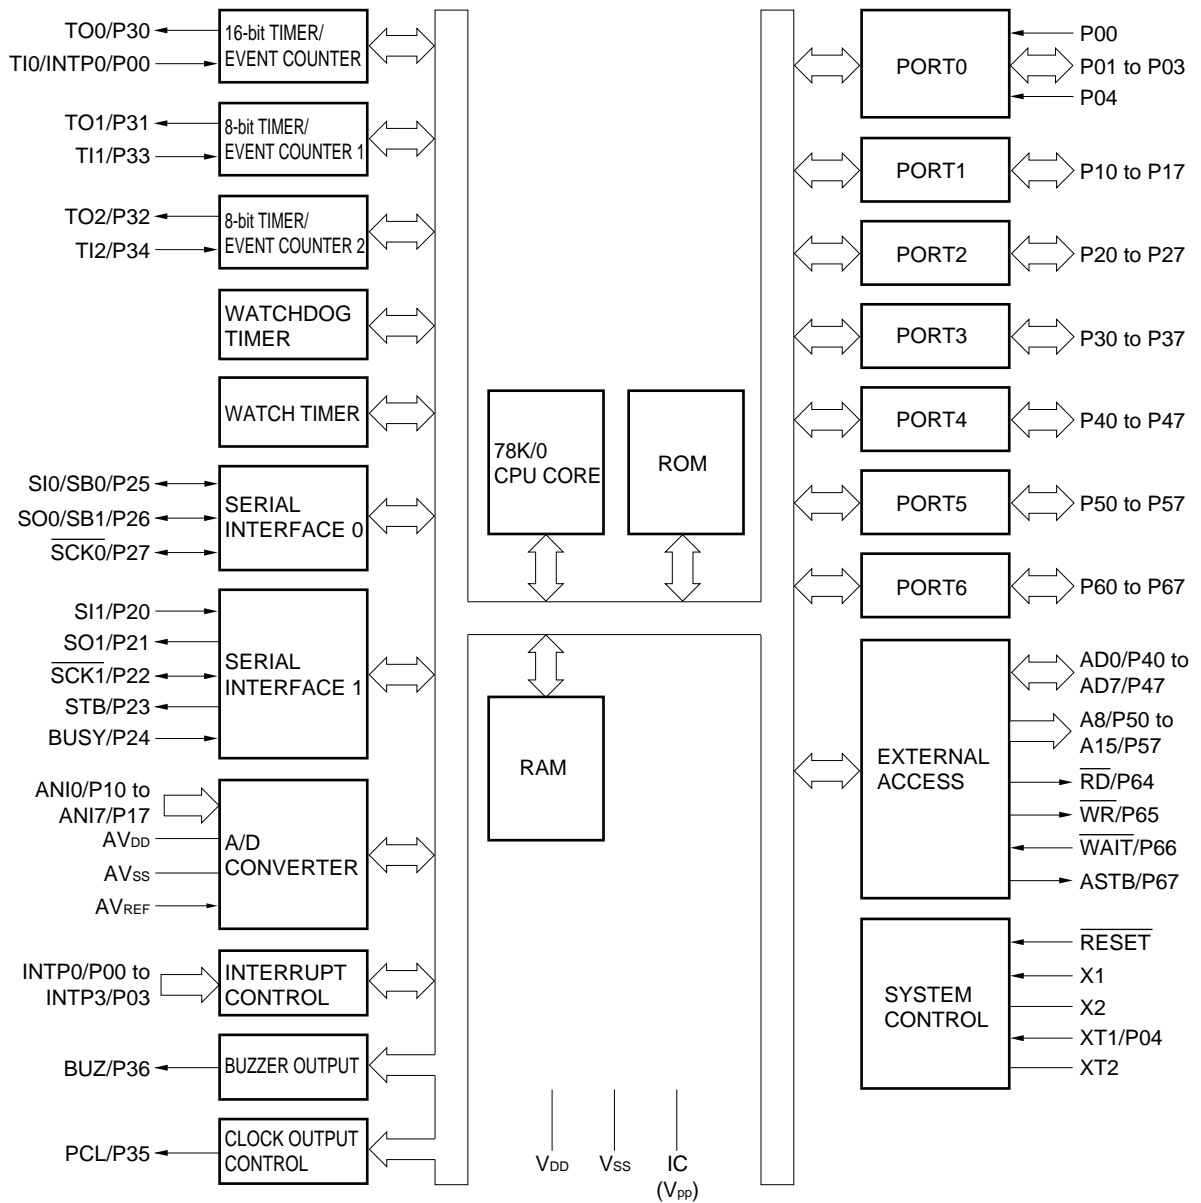 TO0/P30
TI0/INTP0/P00
16-bit TIMER/
EVENT COUNTER
TO1/P31
TI1/P33
8-bit TIMER/
EVENT COUNTER 1
TO2/P32
TI2/P34
8-bit TIMER/
EVENT COUNTER 2
WATCHDOG
TIMER
WATCH TIMER
SI0/SB0/P25
SO0/SB1/P26
SCK0/P27
SERIAL
INTERFACE 0
SI1/P20
SO1/P21
SCK1/P22
STB/P23
BUSY/P24
SERIAL
INTERFACE 1
ANI0/P10 to
ANI7/P17
AVDD
AVSS
AVREF
A/D
CONVERTER
INTP0/P00 to
INTP3/P03
INTERRUPT
CONTROL
BUZ/P36
BUZZER OUTPUT
PCL/P35
CLOCK OUTPUT
CONTROL
78K/0
CPU CORE
ROM
RAM
VDD
VSS
IC
(Vpp)
PORT0
P00
P01 to P03
P04
PORT1
P10 to P17
PORT2
P20 to P27
PORT3
P30 to P37
PORT4
P40 to P47
PORT5
P50 to P57
PORT6
P60 to P67
EXTERNAL
ACCESS
AD0/P40 to
AD7/P47
A8/P50 to
A15/P57
RD/P64
WR/P65
WAIT/P66
ASTB/P67
SYSTEM
CONTROL
RESET
X1
X2
XT1/P04
XT2